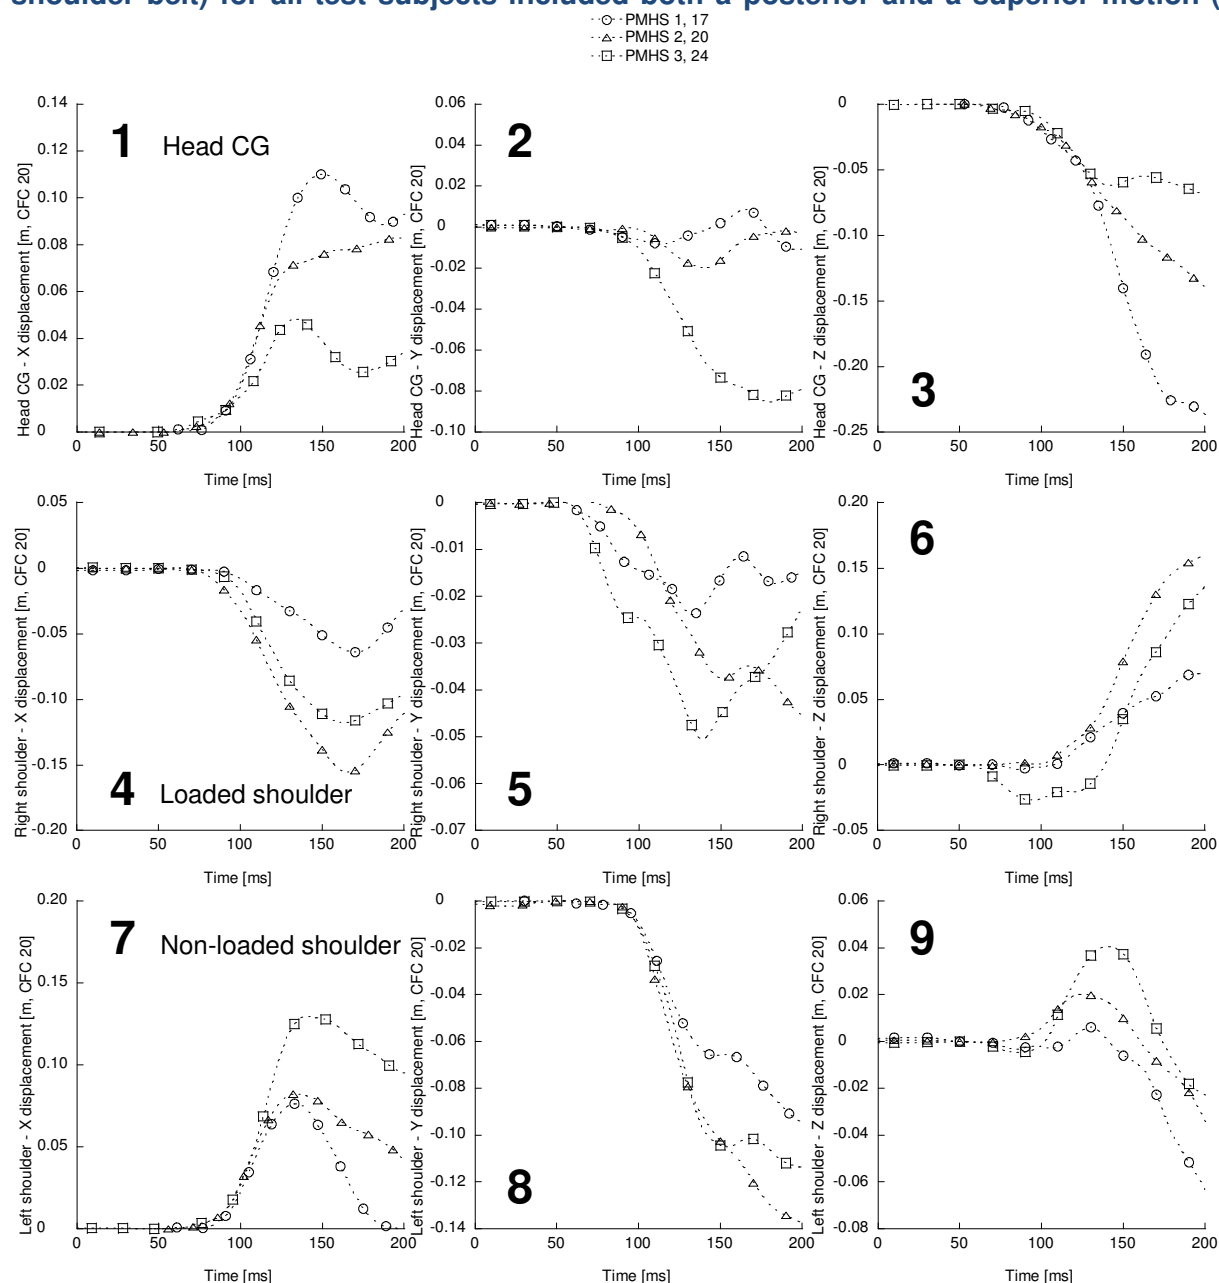 shoulder belt) for all test subjects included both a posterior and a superior motion (
PMHS 1, 17
PMHS 2, 20
PMHS 3, 24
1 Head CG
Head CG - X displacement [m, CFC 20]
0.14
0.12
0.10
0.08
0.06
0.04
0.02
0
0 50 100 150 200
Time [ms]
2
Head CG - Y displacement [m, CFC 20]
0.06
0.04
0.02
0
-0.02
-0.04
-0.06
-0.08
-0.10
0 50 100 150 200
Time [ms]
3
Head CG - Z displacement [m, CFC 20]
0
-0.05
-0.10
-0.15
-0.20
-0.25
0 50 100 150 200
Time [ms]
4 Loaded shoulder
Right shoulder - X displacement [m, CFC 20]
0.05
0
-0.05
-0.10
-0.15
-0.20
0 50 100 150 200
Time [ms]
5
Right shoulder - Y displacement [m, CFC 20]
0
-0.01
-0.02
-0.03
-0.04
-0.05
-0.06
-0.07
0 50 100 150 200
Time [ms]
6
Right shoulder - Z displacement [m, CFC 20]
0.20
0.15
0.10
0.05
0
-0.05
0 50 100 150 200
Time [ms]
7 Non-loaded shoulder
Left shoulder - X displacement [m, CFC 20]
0.20
0.15
0.10
0.05
0
0 50 100 150 200
Time [ms]
8
Left shoulder - Y displacement [m, CFC 20]
0
-0.02
-0.04
-0.06
-0.08
-0.10
-0.12
-0.14
0 50 100 150 200
Time [ms]
9
Left shoulder - Z displacement [m, CFC 20]
0.06
0.04
0.02
0
-0.02
-0.04
-0.06
-0.08
0 50 100 150 200
Time [ms]